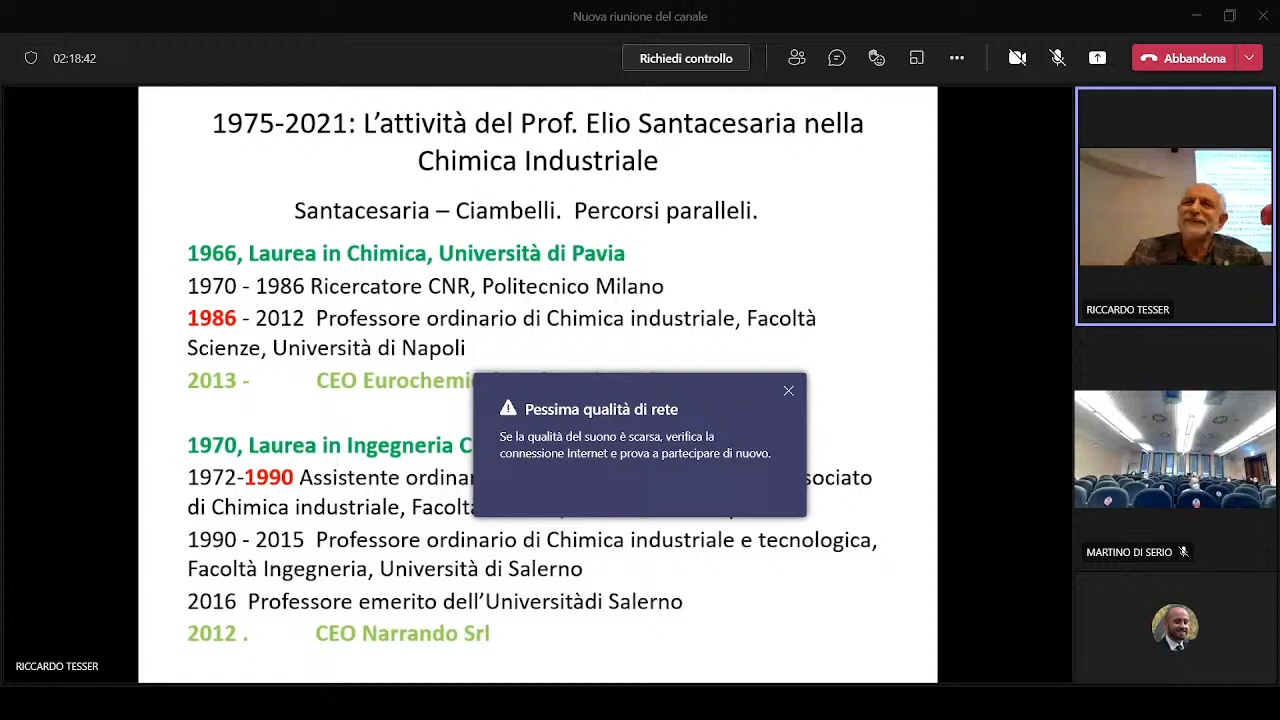 Nuova riunione del canale
02:18:42
Richiedi controllo
Abbandona
1975-2021: L'attività del Prof. Elio Santacesaria nella
Chimica Industriale
Santacesaria – Ciambelli. Percorsi paralleli.
1966, Laurea in Chimica, Università di Pavia
1970 - 1986 Ricercatore CNR, Politecnico Milano
1986 - 2012 Professore ordinario di Chimica industriale, Facoltà
Scienze, Università di Napoli
2013 - CEO
1970, Laurea in Ingegneria
1972-1990 Assistente
di Chimica industriale,
1990 - 2015 Professore ordinario di Chimica industriale e tecnologica,
Facoltà Ingegneria, Università di Salerno
2016 Professore emerito dell'Universitàdi Salerno
2012 . CEO Narrando Srl
Pessima qualità di rete
Se la qualità del suono è scarsa, verifica la
connessione Internet e prova a partecipare di nuovo.
RICCARDO TESSER
RICCARDO TESSER
MARTINO DI SERIO